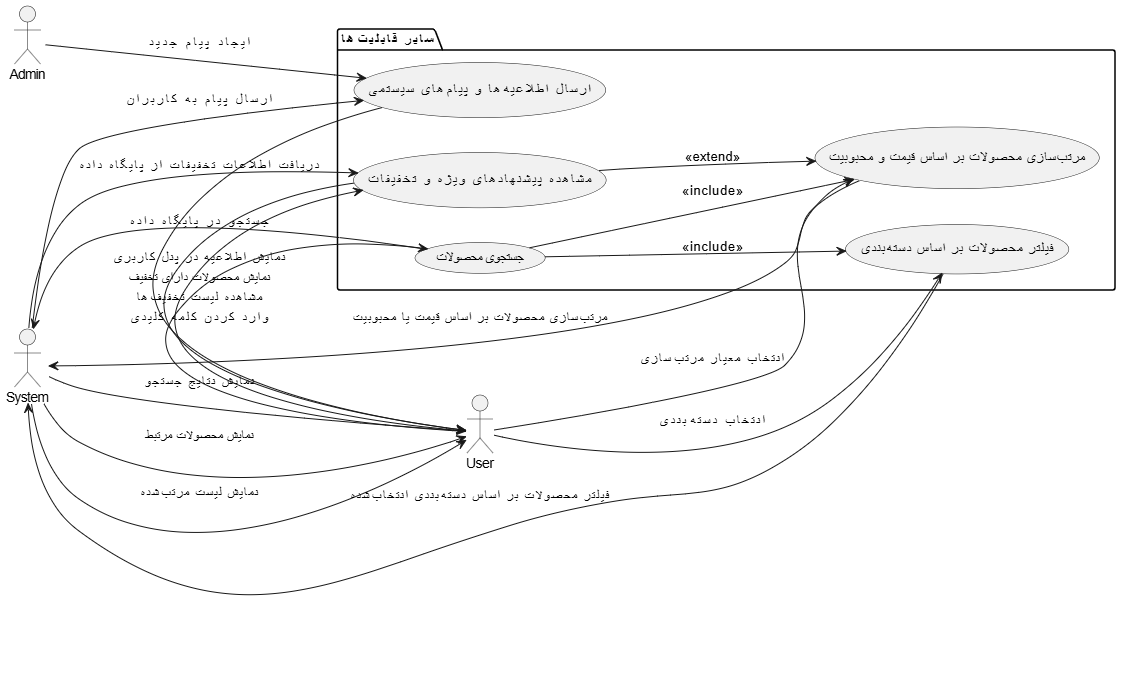 ایجاد پیام جدید
سایر قابلیت ها
Admin
ارسال اطلاعیه ها و پیام های سیستمی
ارسال پیام به کاربران
دریافت اطلاعات تخفیفات از پایگاه داده
«extend»
مرتب‌سازی محصولات بر اساس قیمت و محبوبیت
مشاهده پیشنهادهای ویژه و تخفیفات
«include»
جستجو در پایگاه داده
«include»
فیلتر محصولات بر اساس دسته‌بندی
جستجوی محصولات
نمایش اطلاعیه در پنل کاربری
نمایش محصولات دارای تخفیف
مشاهده لیست تخفیف ها
وارد کردن کلمه کلیدی
مرتب‌سازی محصولات بر اساس قیمت یا محبوبیت
انتخاب معیار مرتب سازی
نمایش نتایج جستجو
System
انتخاب دسته بندی
نمایش محصولات مرتبط
User
نمایش لیست مرتب‌شده
فیلتر محصولات بر اساس دسته‌بندی انتخاب‌شده